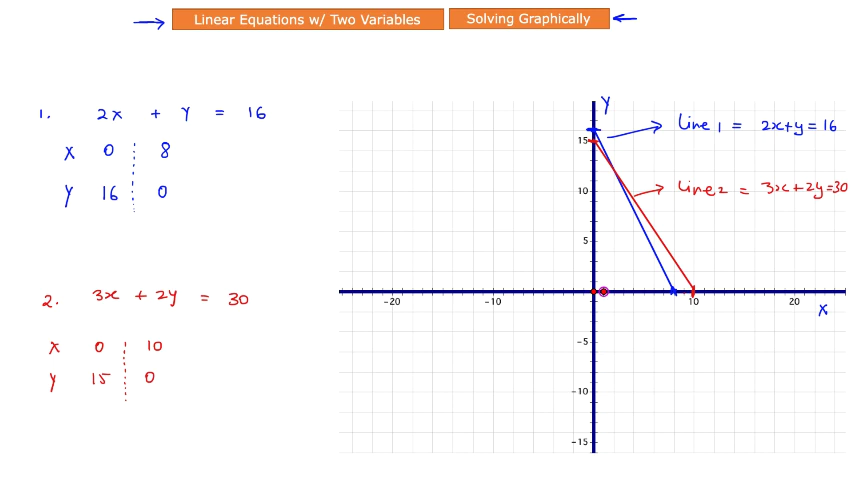 Linear Equations w/ Two Variables Solving Graphically
1. 2x + y = 16
x 0 8
y 16 0
2. 3x + 2y = 30
x 0 10
y 15 0
y
Line 1 = 2x+y=16
15
Line 2 = 3x+2y=30
10
5
-20 -10 10 20
x
-5
-10
-15